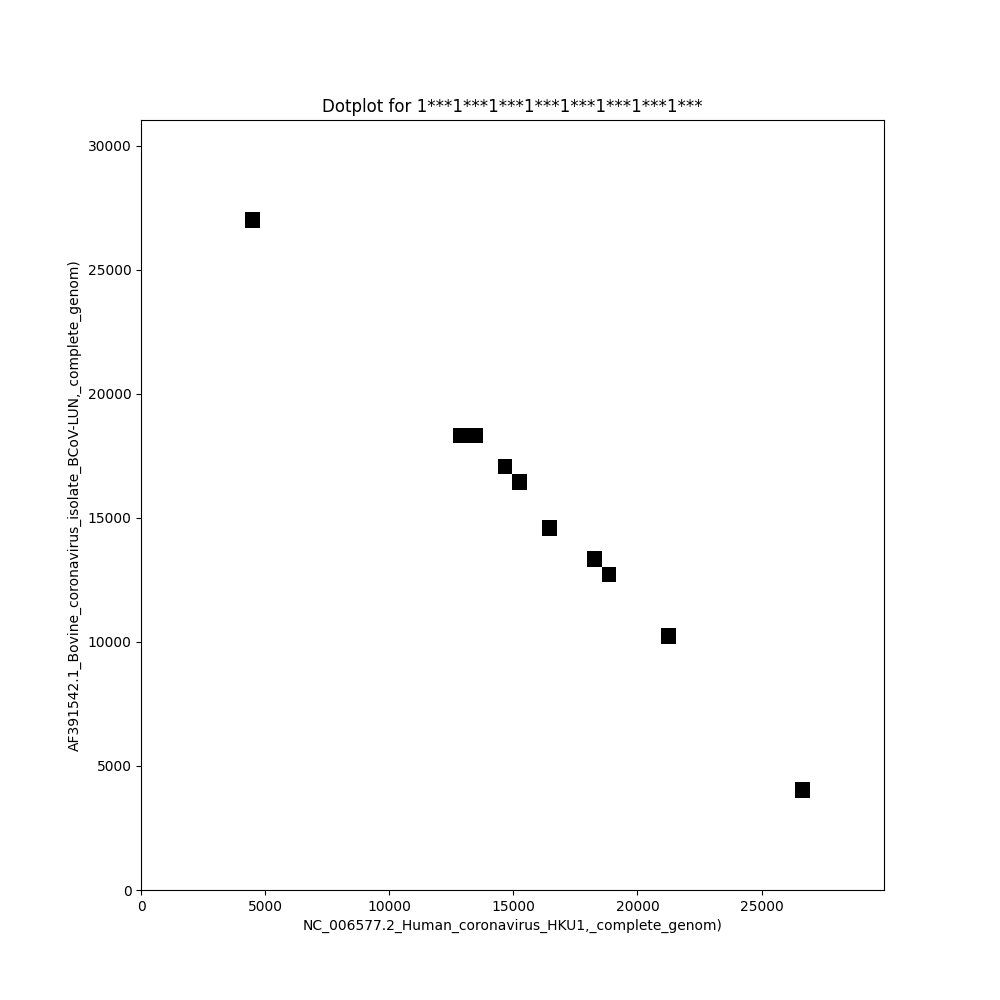 Dotplot for 1***1***1***1***1***1***1***1***
30000
25000
20000
15000
10000
5000
0
AF391542.1_Bovine_coronavirus_isolate_BCoV-LUN,_complete_genom)
0 5000 10000 15000 20000 25000
NC_006577.2_Human_coronavirus_HKU1,_complete_genom)